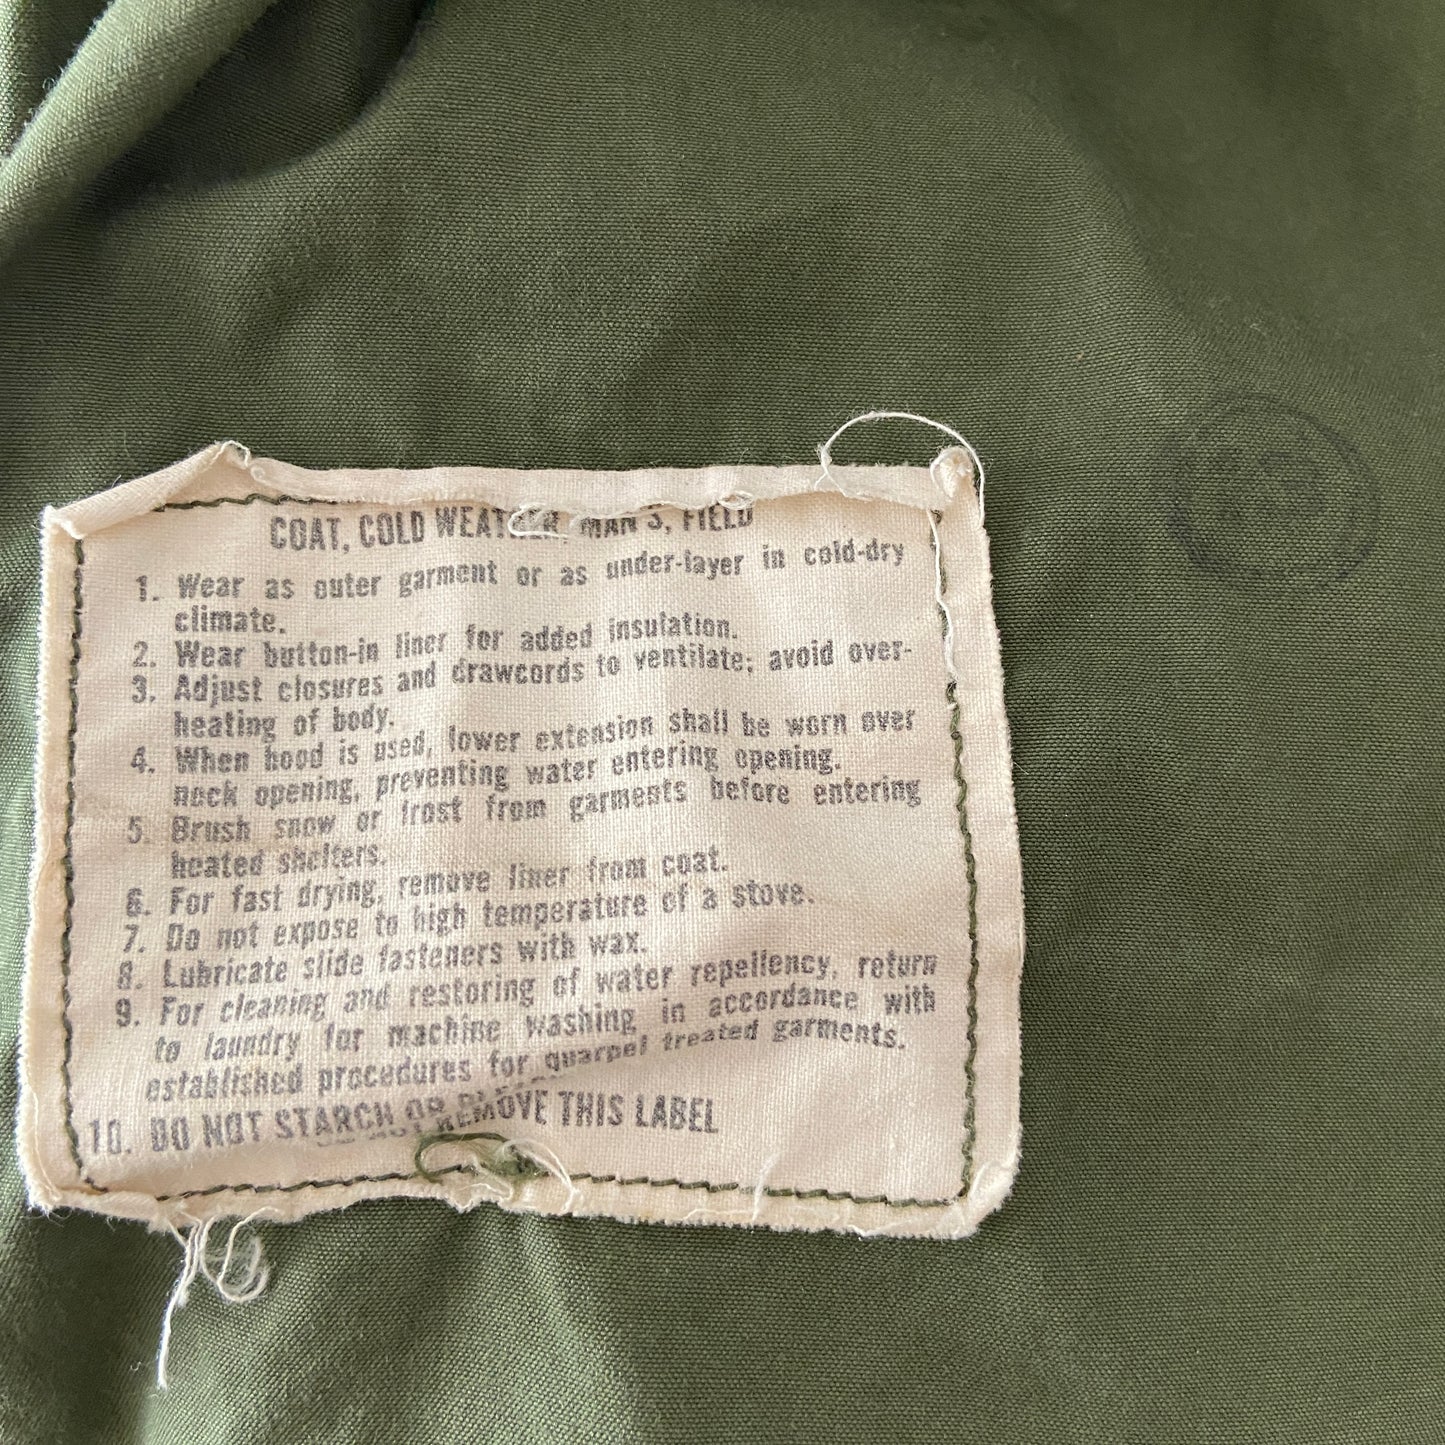 COAT, COLD WEATHER, MAN'S, FIELD
1. Wear as outer garment or as under-layer in cold-dry
climate.
2. Wear button-in liner for added insulation.
3. Adjust closures and drawcords to ventilate; avoid over-
heating of body.
4. When hood is used, lower extension shall be worn over
neck opening, preventing water entering opening.
5. Brush snow or frost from garments before entering
heated shelters.
6. For fast drying, remove liner from coat.
7. Do not expose to high temperature of a stove.
8. Lubricate slide fasteners with wax.
9. For cleaning and restoring of water repellency, return
to laundry for machine washing in accordance with
established procedures for quarpel treated garments.
10. DO NOT STARCH OR
NOT REMOVE THIS LABEL